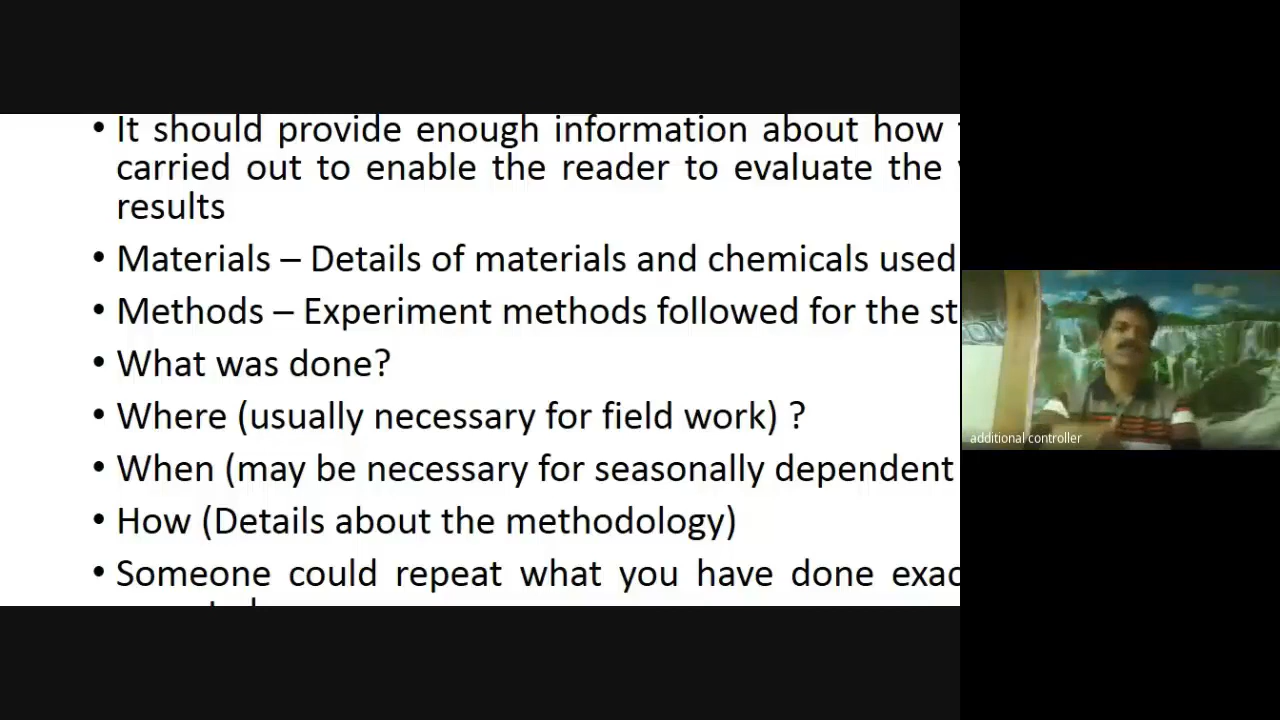 • It should provide enough information about how
carried out to enable the reader to evaluate the
results
• Materials – Details of materials and chemicals used
• Methods – Experiment methods followed for the
• What was done?
• Where (usually necessary for field work) ?
• When (may be necessary for seasonally dependent
• How (Details about the methodology)
• Someone could repeat what you have done
additional controller